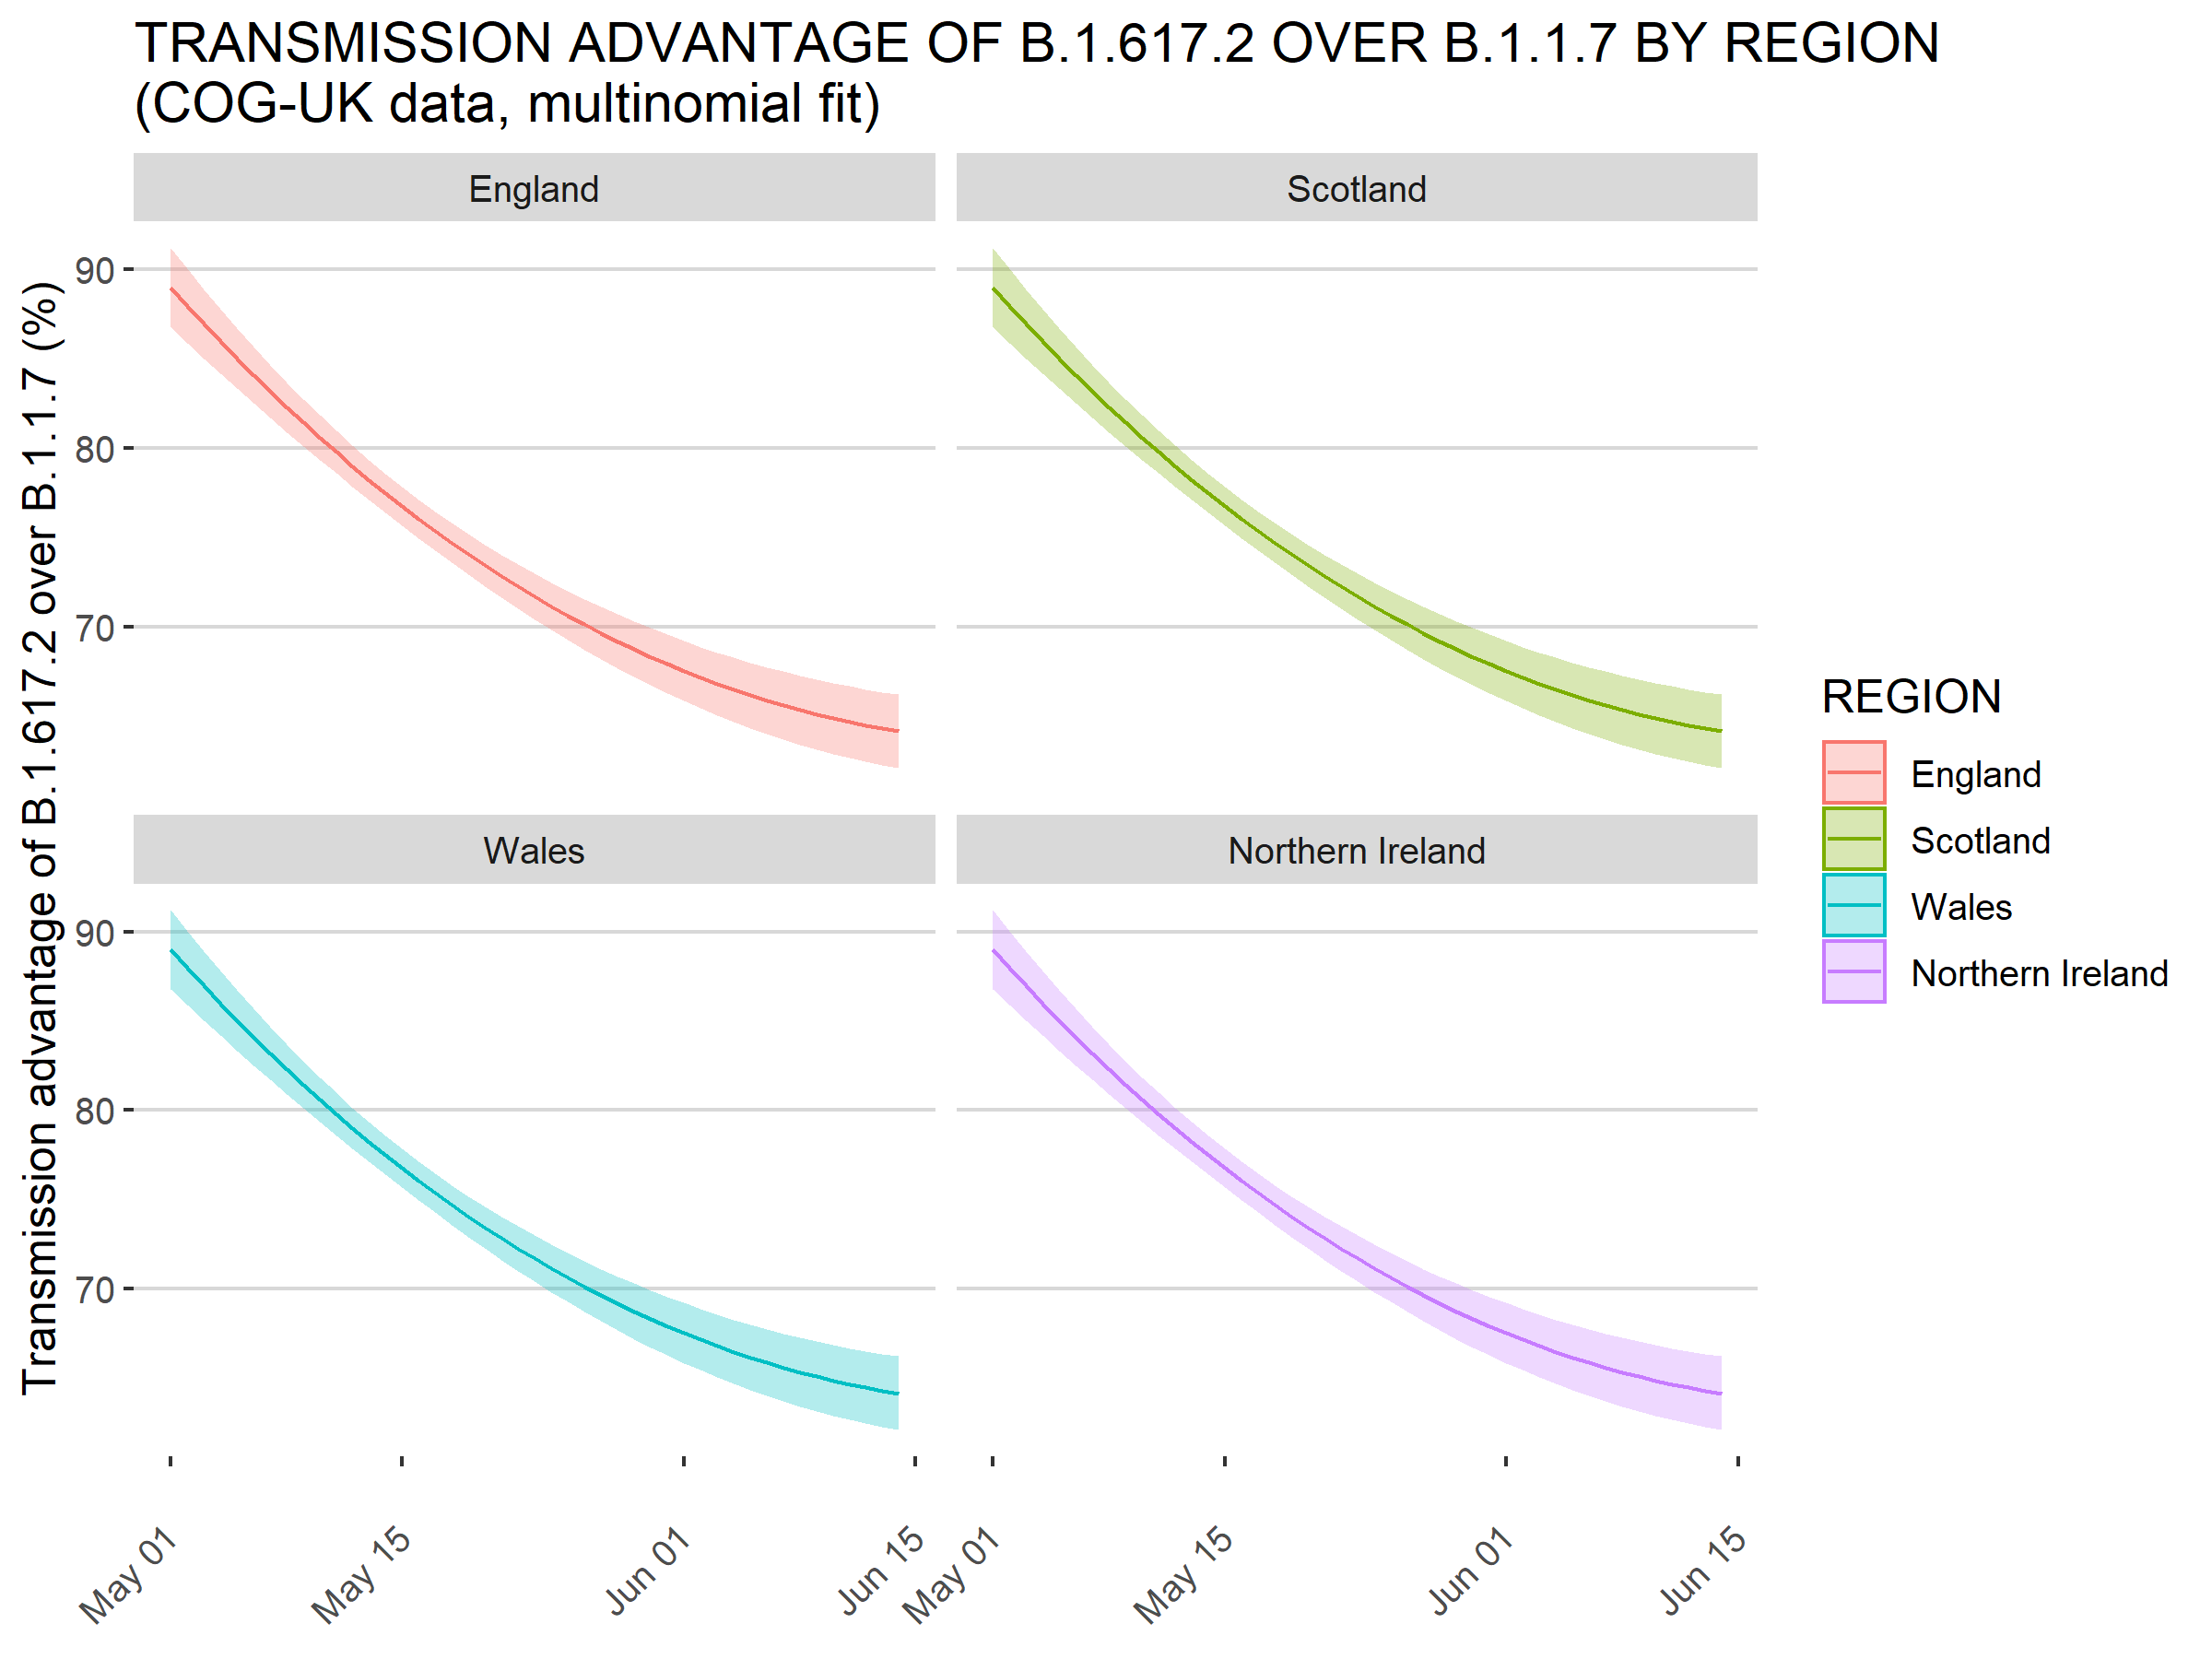 TRANSMISSION ADVANTAGE OF B.1.617.2 OVER B.1.1.7 BY REGION
(COG-UK data, multinomial fit)
Transmission advantage of B.1.617.2 over B.1.1.7 (%)
England
Scotland
90
80
70
Wales
Northern Ireland
90
80
70
May 01
May 15
Jun 01
Jun 15
May 01
May 15
Jun 01
Jun 15
REGION
England
Scotland
Wales
Northern Ireland